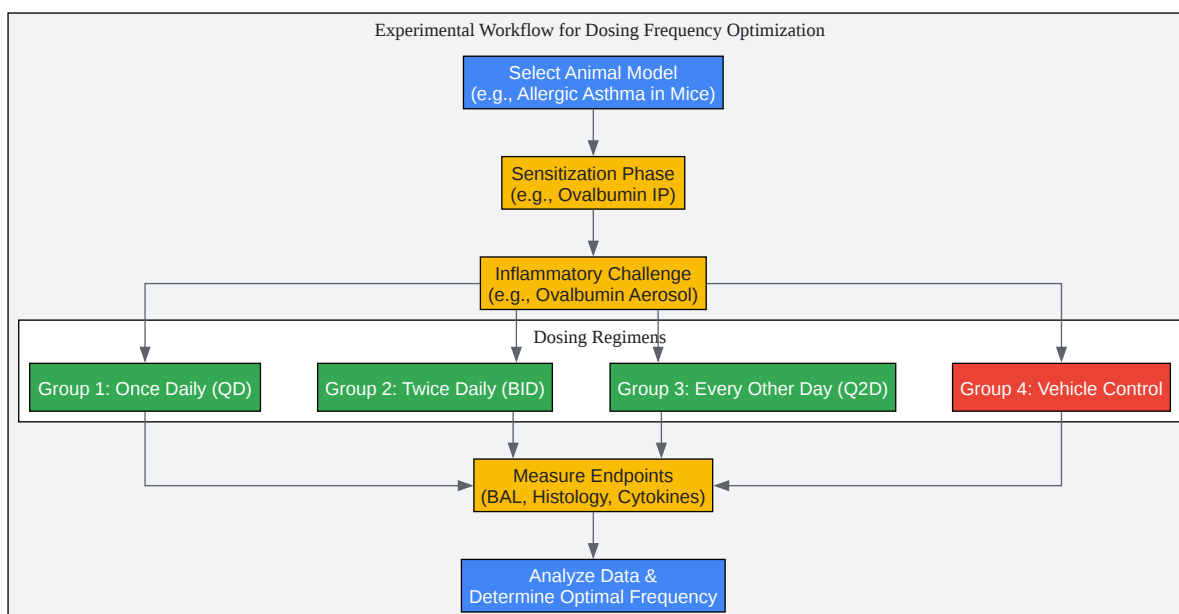 Experimental Workflow for Dosing Frequency Optimization
Select Animal Model
(e.g., Allergic Asthma in Mice)
Sensitization Phase
(e.g., Ovalbumin IP)
Inflammatory Challenge
(e.g., Ovalbumin Aerosol)
Dosing Regimens
Group 1: Once Daily (QD)
Group 2: Twice Daily (BID)
Group 3: Every Other Day (Q2D)
Group 4: Vehicle Control
Measure Endpoints
(BAL, Histology, Cytokines)
Analyze Data &
Determine Optimal Frequency